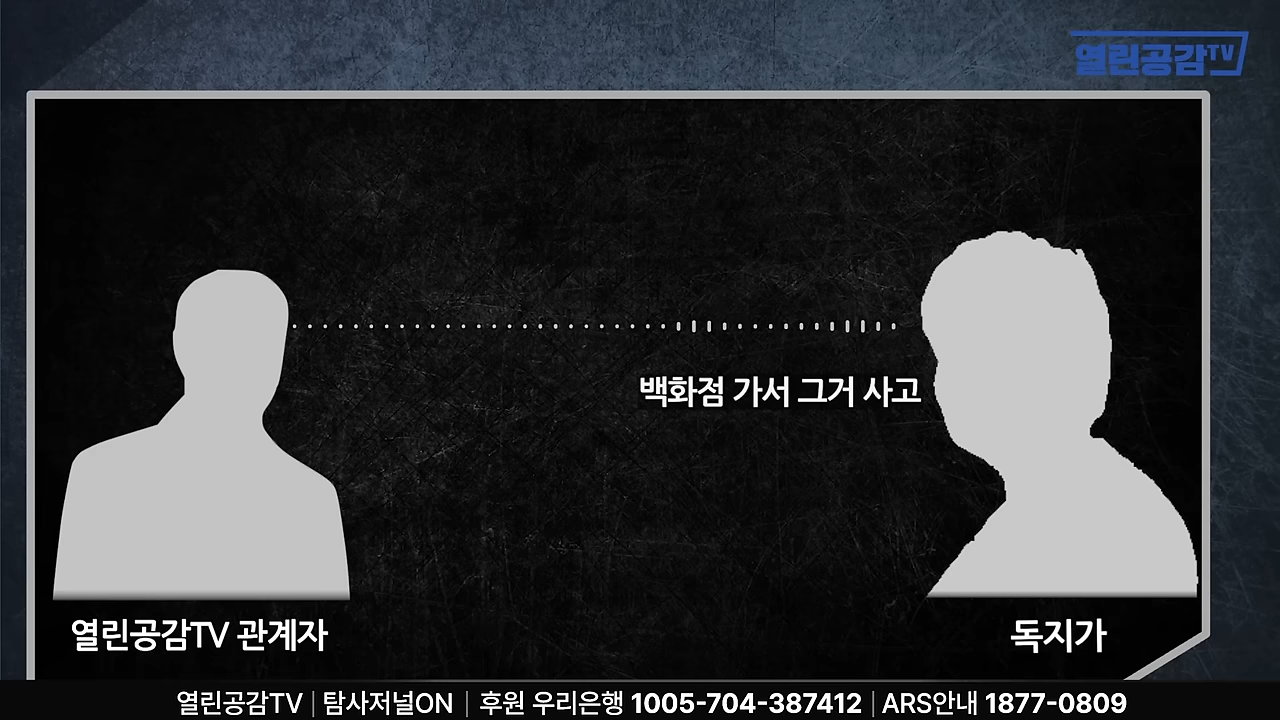 열린공감TV
백화점 가서 그거 사고
열린공감TV 관계자
독지가
열린공감TV | 탐사저널ON | 후원 우리은행 1005-704-387412 | ARS안내 1877-0809